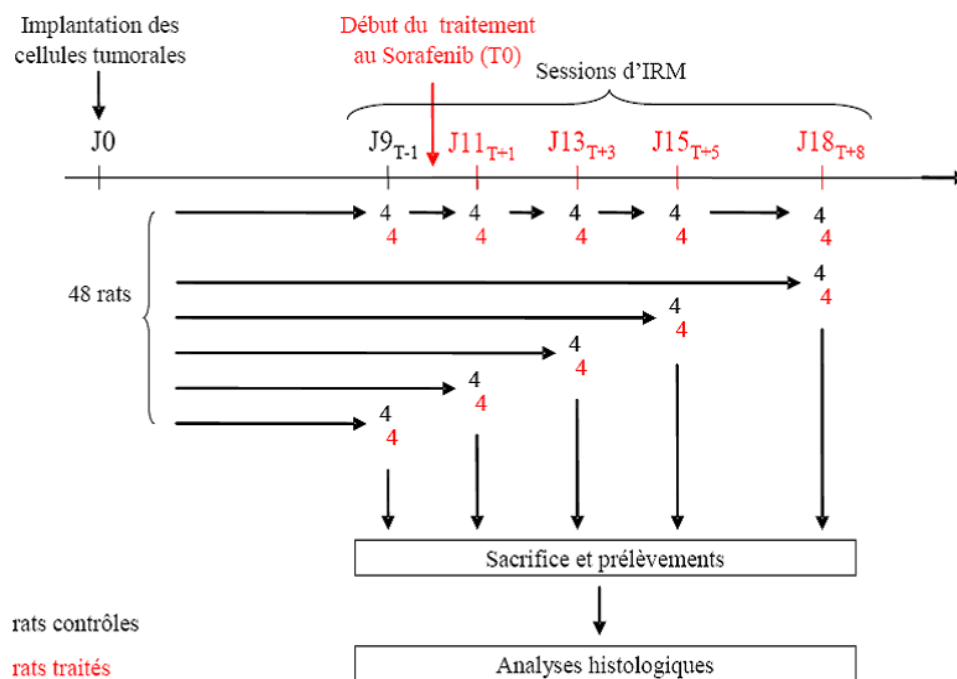 Implantation des
cellules tumorales
Début du traitement
au Sorafenib (T0)
Sessions d’IRM
J0
J9T-1
J11T+1
J13T+3
J15T+5
J18T+8
4 4 4 4 4
4 4 4 4 4
48 rats
4
4
4
4
4
4
4
4
4
4
Sacrifice et prélèvements
rats contrôles
rats traités
Analyses histologiques